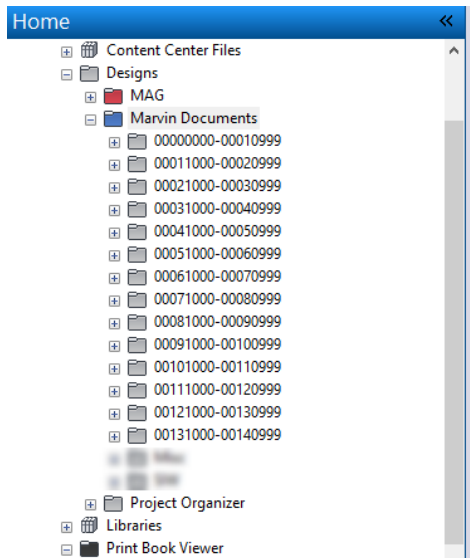 Home
Content Center Files
Designs
MAG
Marvin Documents
00000000-00010999
00011000-00020999
00021000-00030999
00031000-00040999
00041000-00050999
00051000-00060999
00061000-00070999
00071000-00080999
00081000-00090999
00091000-00100999
00101000-00110999
00111000-00120999
00121000-00130999
00131000-00140999
Project Organizer
Libraries
Print Book Viewer